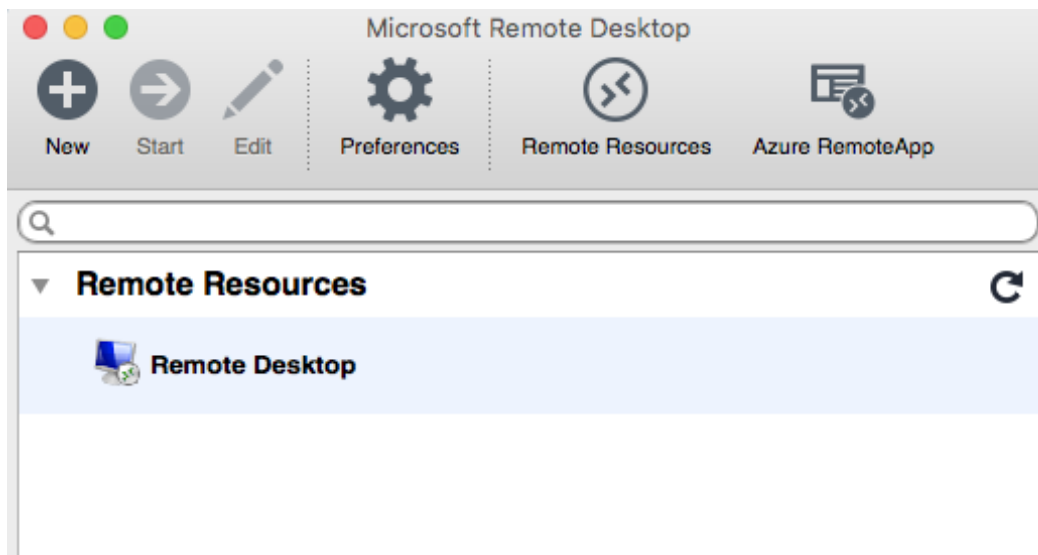 Microsoft Remote Desktop
New Start Edit Preferences Remote Resources Azure RemoteApp
Remote Resources
Remote Desktop